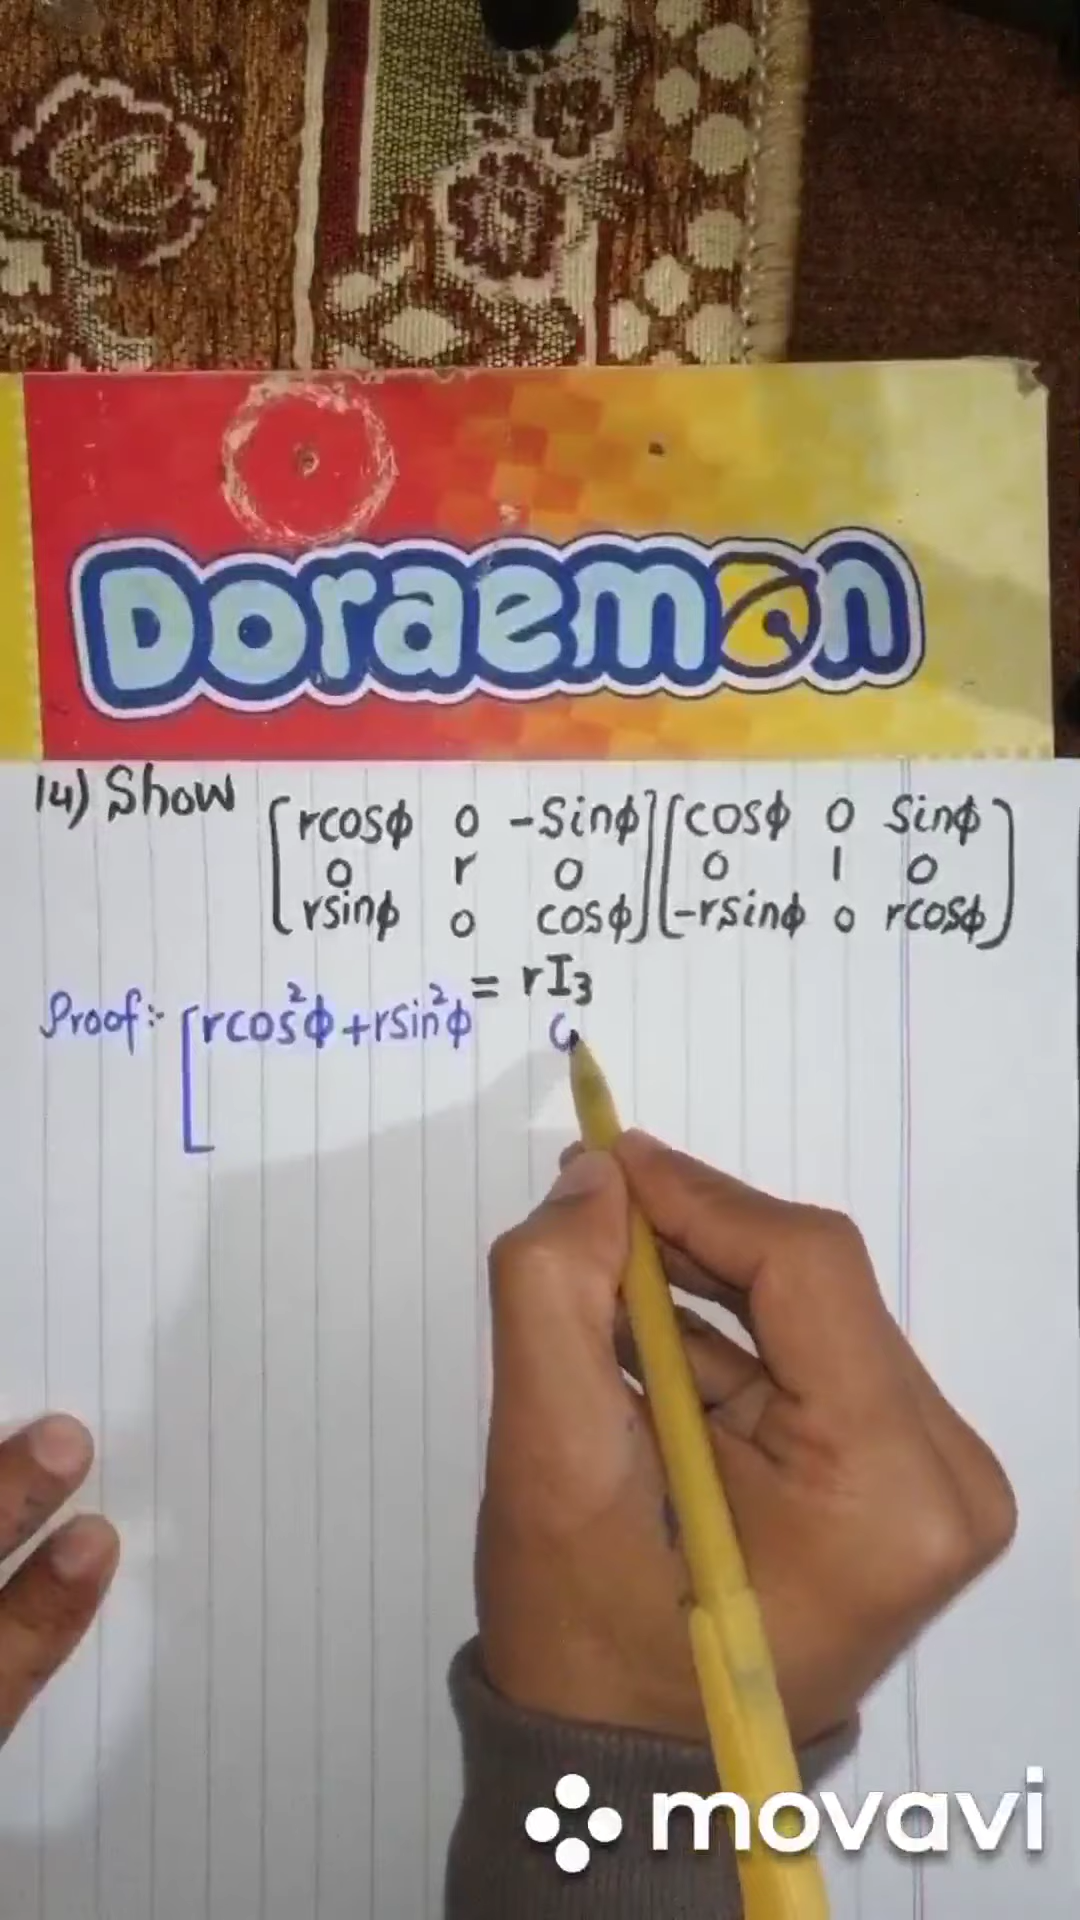 Doraemon
14) Show [rcosϕ 0 -Sinϕ] [cosϕ 0 Sinϕ]
[0 r 0] [0 1 0]
[rsinϕ 0 cosϕ] [-rsinϕ 0 rcosϕ]
= rI₃
Proof:- [rcos²ϕ+rsin²ϕ
movavi